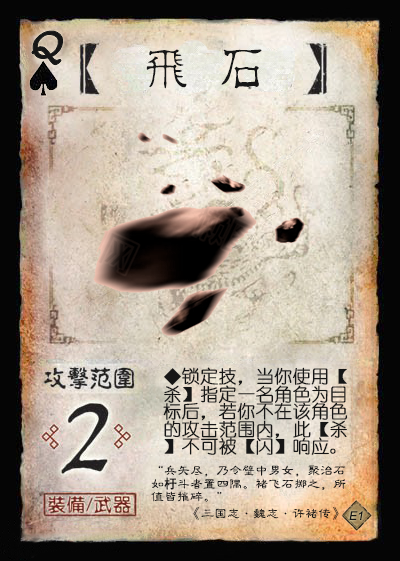 Q
【飛石】
攻擊范圍
2
裝備/武器
◆锁定技，当你使用【
杀】指定一名角色为目
标后，若你不在该角色
的攻击范围内，此【杀
】不可被【闪】响应。
“兵矢尽，乃令壁中男女，聚治石
如杅斗者置四隅。褚飞石掷之，所
值皆摧碎。”
《三国志·魏志·许褚传》
E1